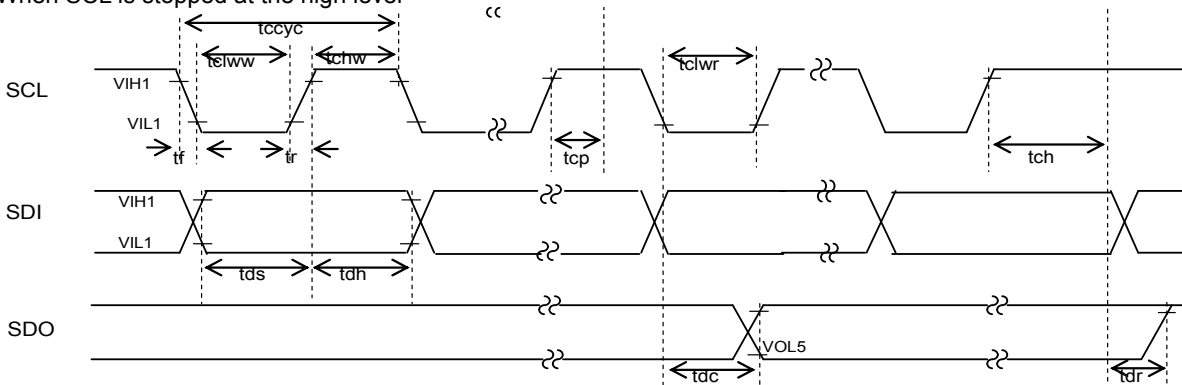 When SCL is stopped at the high level
tccyc
tclww
tchw
tclwr
SCL
VIH1
VIL1
tf
tr
tcp
tch
SDI
VIH1
VIL1
tds
tdh
SDO
VOL5
tdc
tdr